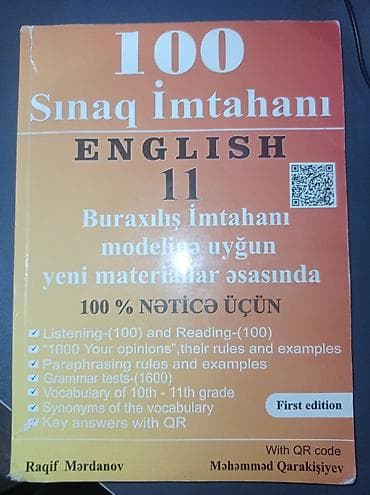 100
Sınaq İmtahanı
ENGLISH
11
Buraxılış İmtahanı
modelinə uyğun
yeni materiallar əsasında
100 % NƏTİCƏ ÜÇÜN
Listening-(100) and Reading-(100)
"1000 Your opinions",their rules and examples
Paraphrasing rules and examples
Grammar tests-(1600)
Vocabulary of 10th - 11th grade
Synonyms of the vocabulary
Key answers with QR
First edition
With QR code
Raqif Mərdanov
Məhəmməd Qarakişiyev